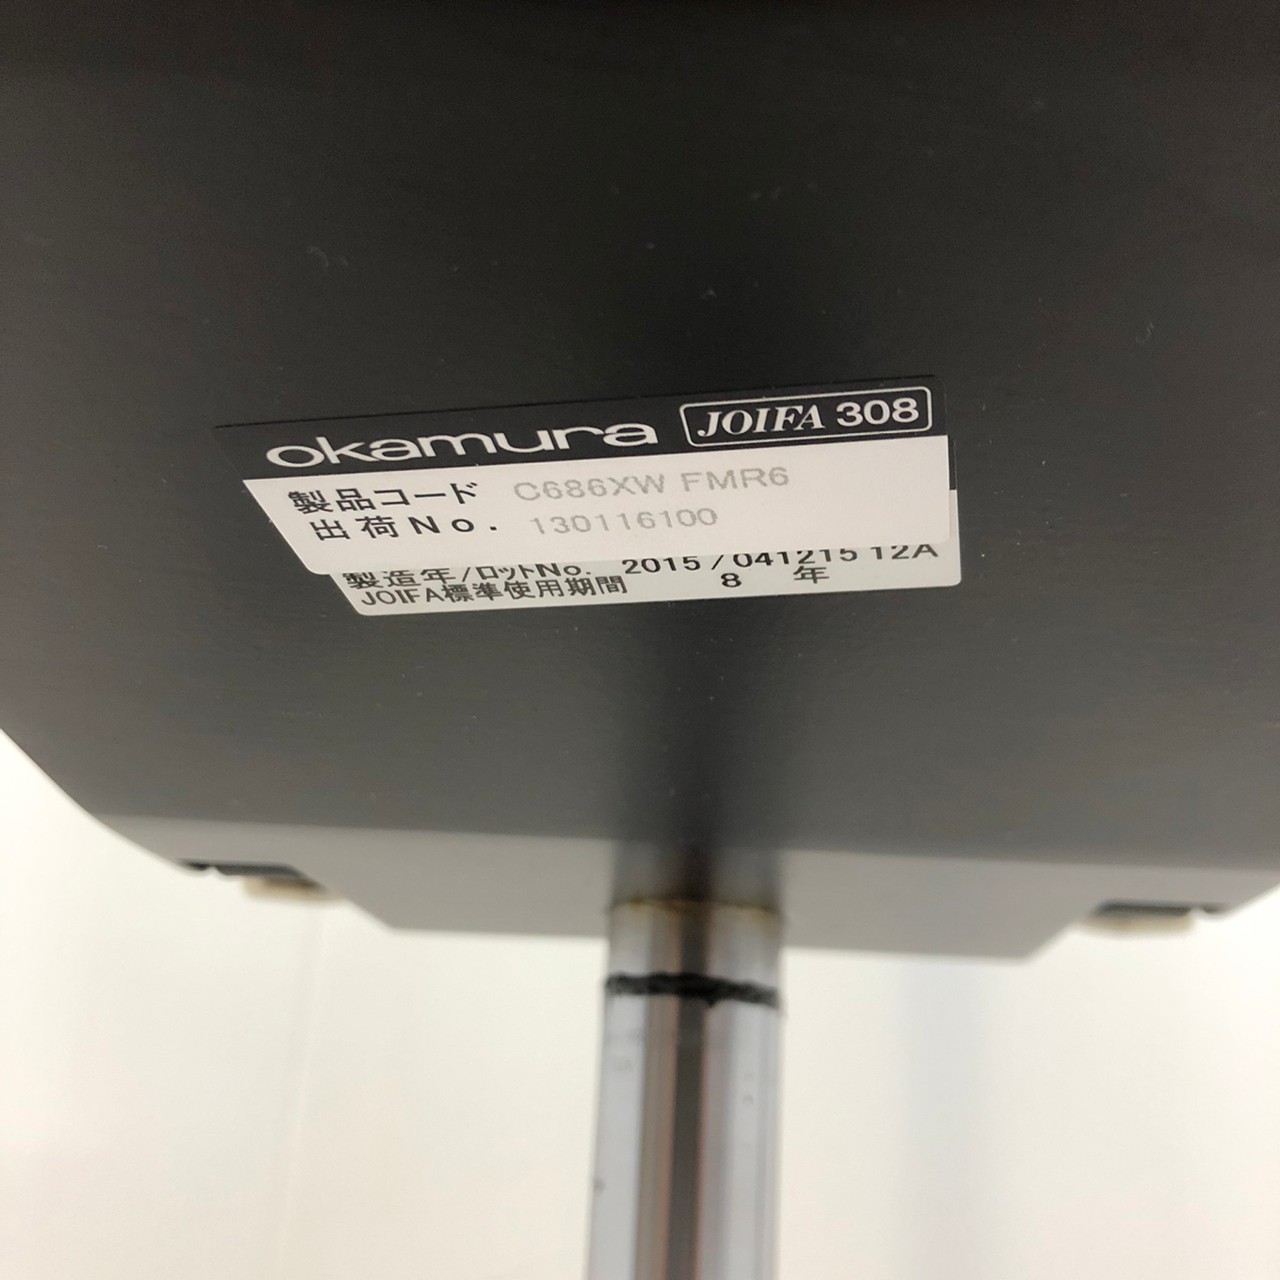 okamura JOIFA 308
製品コード C686XW FMR6
出荷No. 130116100
製造年/ロットNo. 2015/041215 12A
JOIFA標準使用期間 8 年